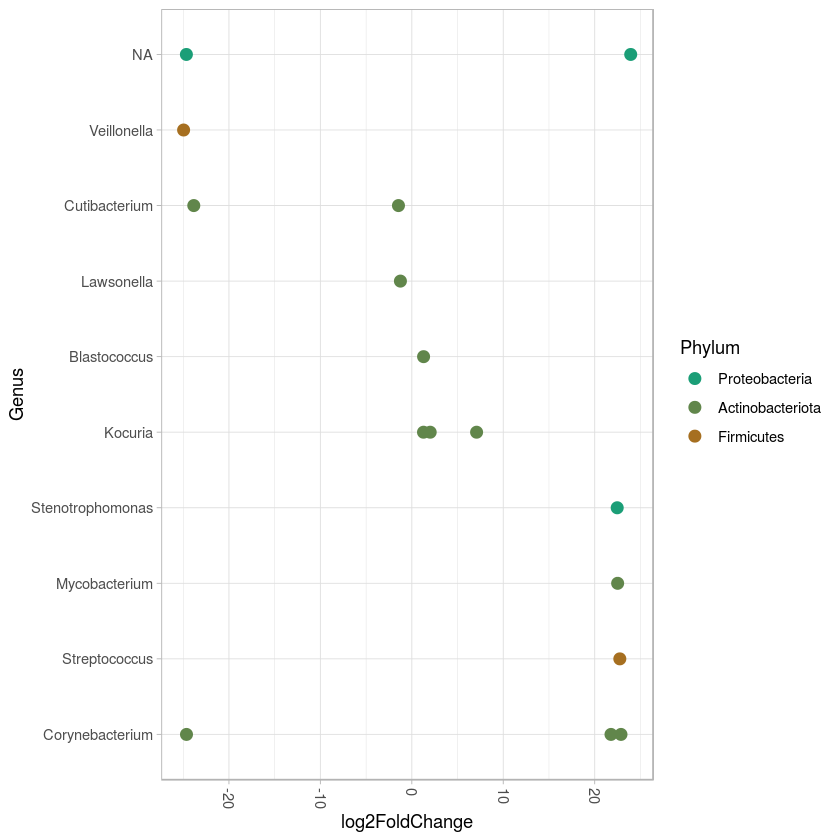 NA
Veillonella
Cutibacterium
Lawsonella
Blastococcus
Kocuria
Stenotrophomonas
Mycobacterium
Streptococcus
Corynebacterium
Genus
-20
-10
0
10
20
log2FoldChange
Phylum
Proteobacteria
Actinobacteriota
Firmicutes